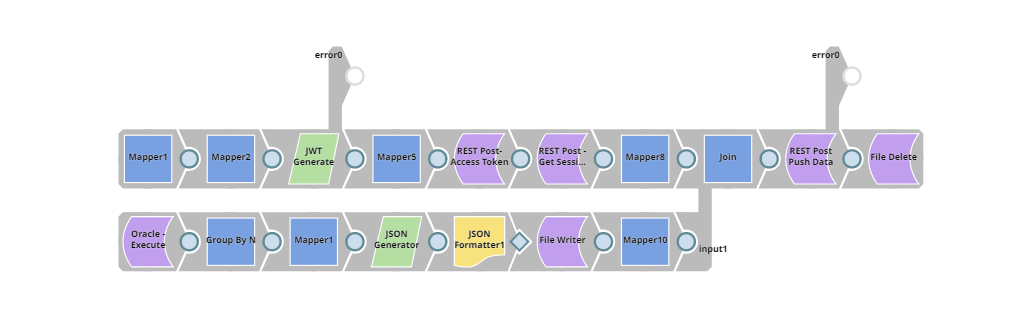 error0
error0
Mapper1
Mapper2
JWT
Generate
Mapper5
REST Post-
Access Token
REST Post -
Get Sessi...
Mapper8
Join
REST Post
Push Data
File Delete
Oracle -
Execute
Group By N
Mapper1
JSON
Generator
JSON
Formatter1
File Writer
Mapper10
input1